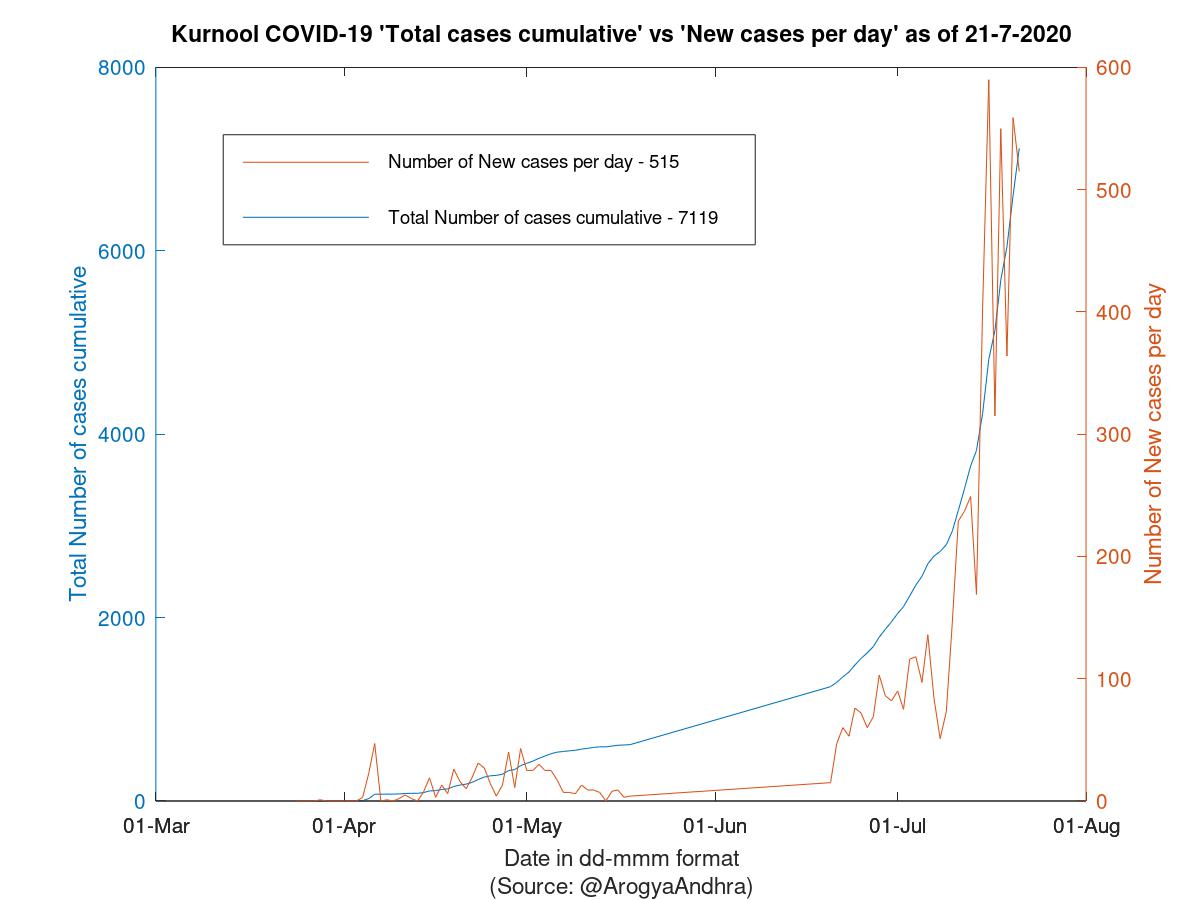 Kurnool COVID-19 'Total cases cumulative' vs 'New cases per day' as of 21-7-2020
8000
6000
4000
2000
0
Total Number of cases cumulative
Number of New cases per day - 515
Total Number of cases cumulative - 7119
600
500
400
300
200
100
0
Number of New cases per day
01-Mar 01-Apr 01-May 01-Jun 01-Jul 01-Aug
Date in dd-mmm format
(Source: @ArogyaAndhra)